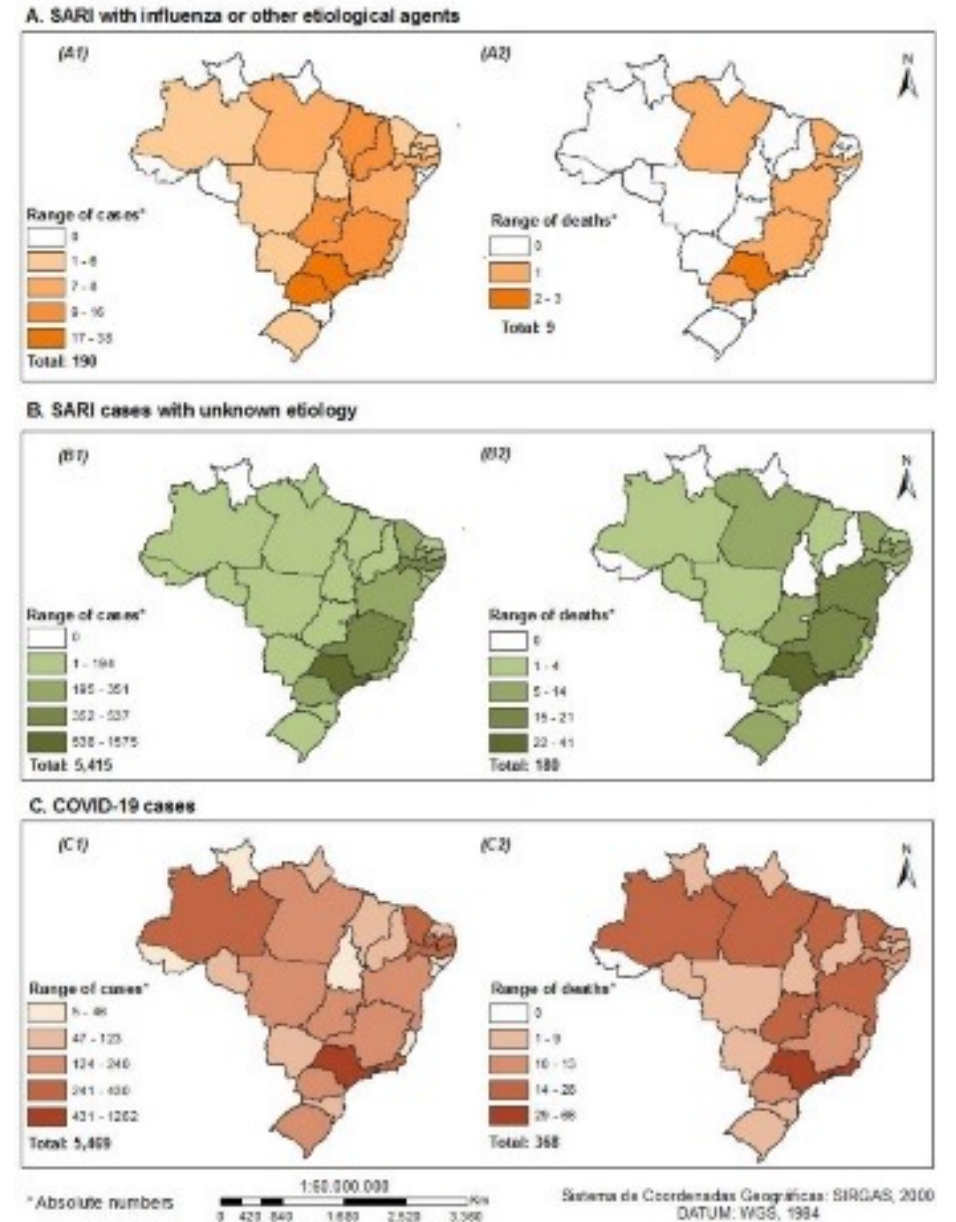 A. SARI with influenza or other etiological agents
(A1)
(A2)
N
Range of cases*
0
1 - 6
7 - 8
9 - 16
17 - 38
Total: 190
Range of deaths*
0
1
2 - 3
Total: 9
B. SARI cases with unknown etiology
(B1)
(B2)
N
Range of cases*
0
1 - 194
195 - 351
352 - 537
538 - 1575
Total: 5,415
Range of deaths*
0
1 - 4
5 - 14
15 - 21
22 - 41
Total: 180
C. COVID-19 cases
(C1)
(C2)
N
Range of cases*
5 - 46
47 - 123
124 - 240
241 - 430
431 - 1262
Total: 5,469
Range of deaths*
0
1 - 9
10 - 13
14 - 28
29 - 66
Total: 368
*Absolute numbers
1:60.000.000
Km
0 420 840 1.680 2.520 3.360
Sistema de Coordenadas Geográficas: SIRGAS, 2000
DATUM: WGS, 1984